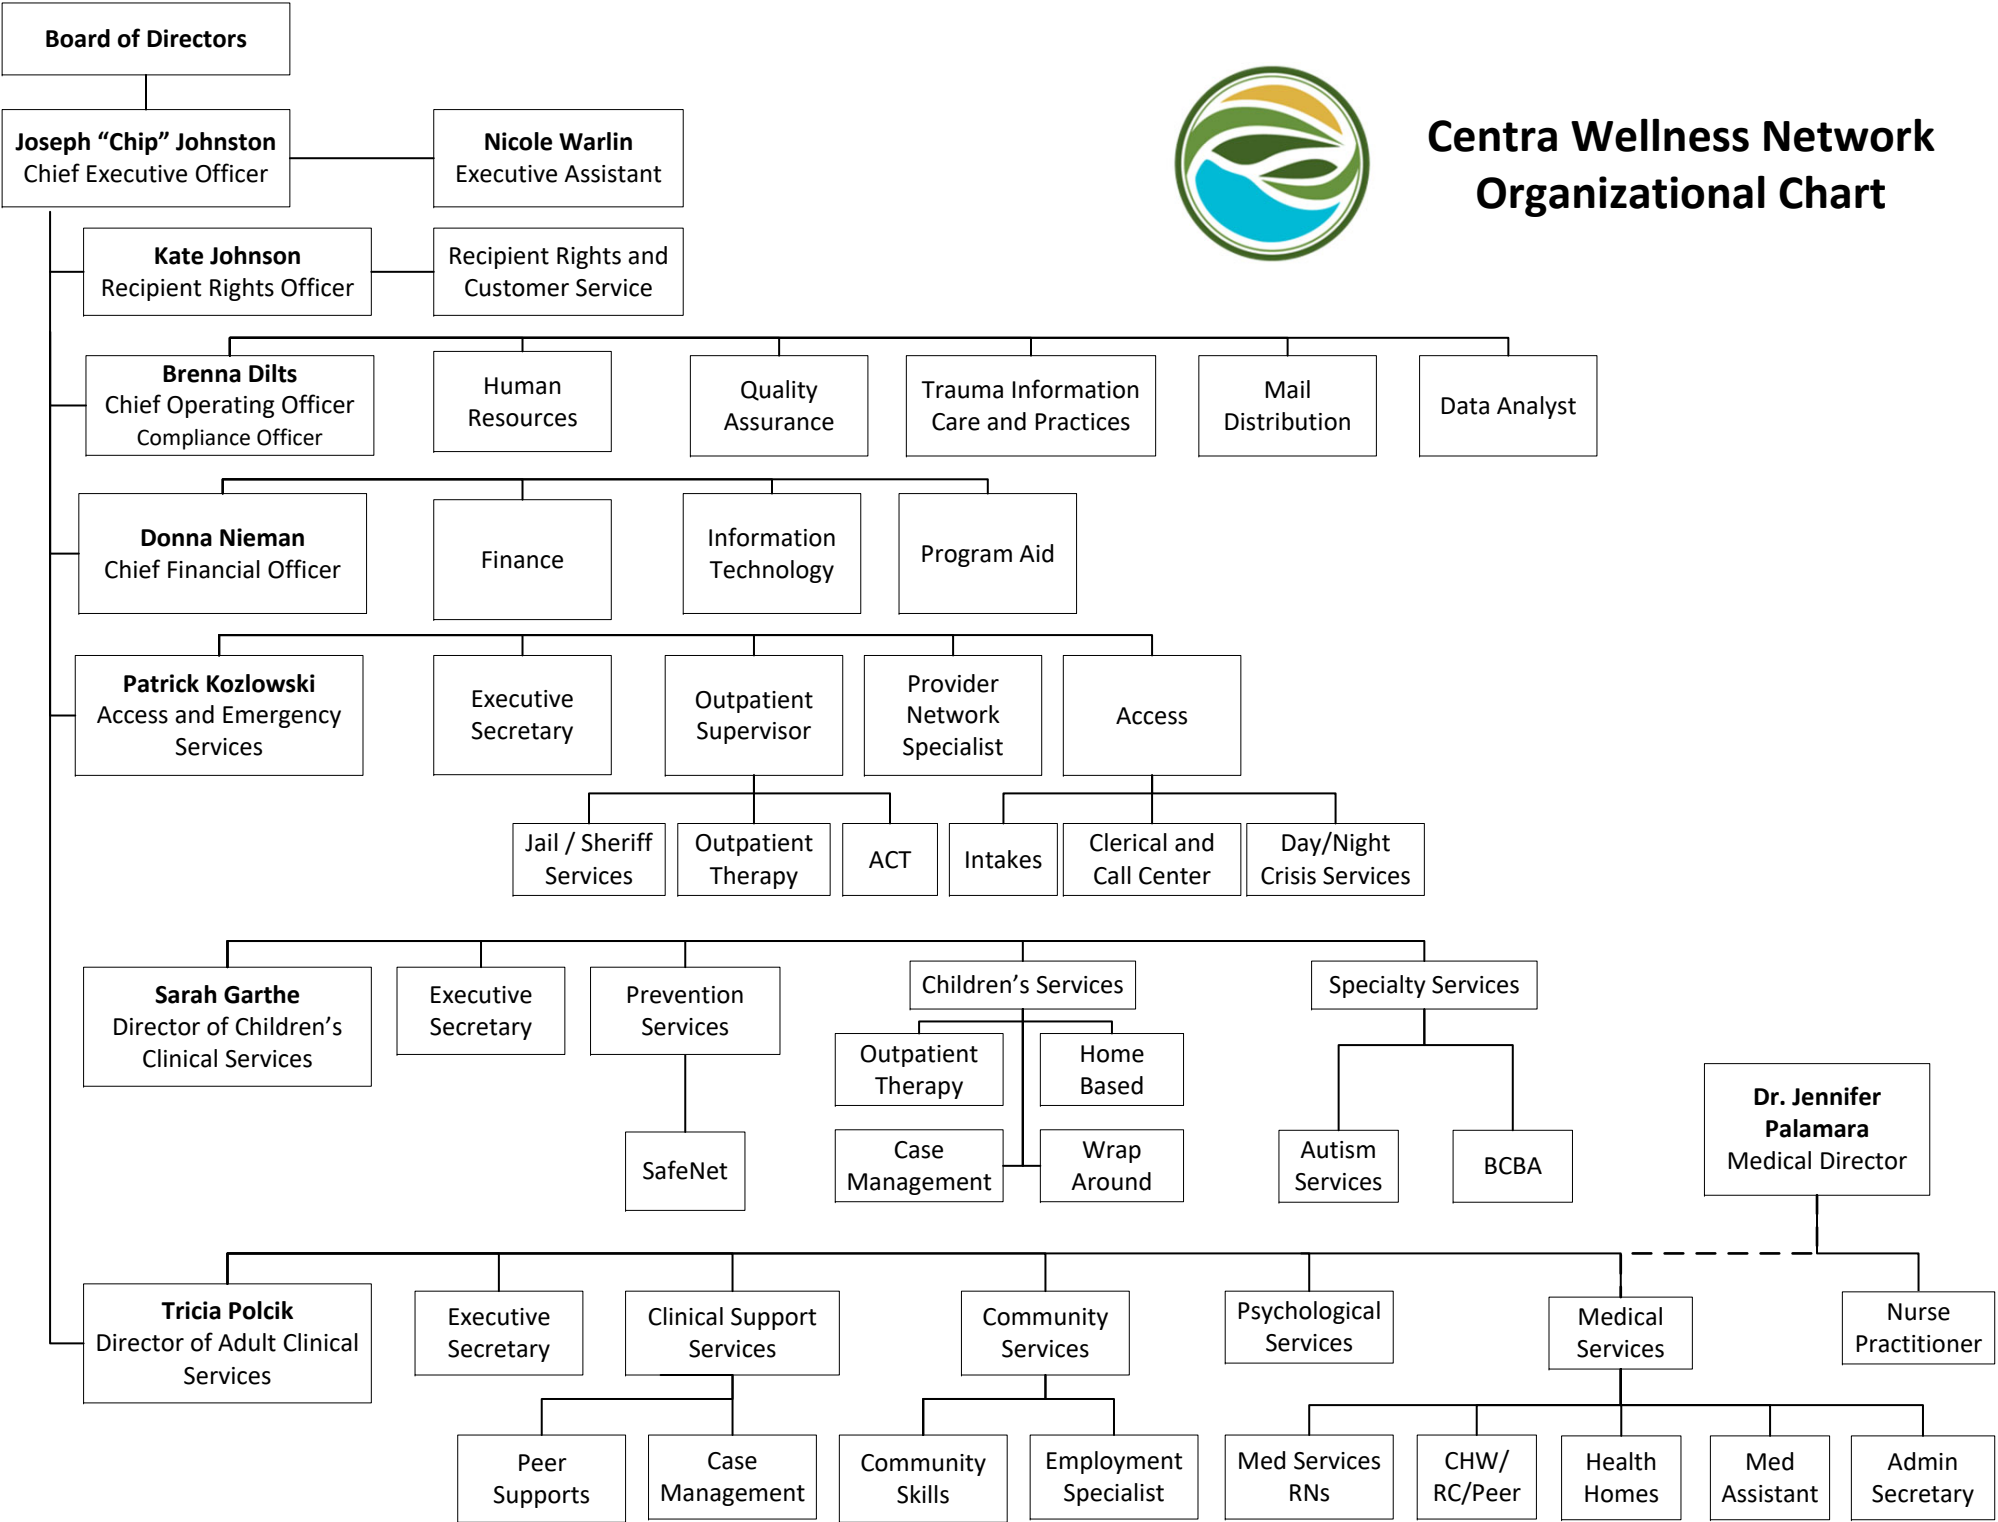 Board of Directors
Centra Wellness Network
Organizational Chart
Joseph “Chip” Johnston
Chief Executive Officer
Nicole Warlin
Executive Assistant
Kate Johnson
Recipient Rights Officer
Recipient Rights and
Customer Service
Brenna Dilts
Chief Operating Officer
Compliance Officer
Human
Resources
Quality
Assurance
Trauma Information
Care and Practices
Mail
Distribution
Data Analyst
Donna Nieman
Chief Financial Officer
Finance
Information
Technology
Program Aid
Patrick Kozlowski
Access and Emergency
Services
Executive
Secretary
Outpatient
Supervisor
Provider
Network
Specialist
Access
Jail / Sheriff
Services
Outpatient
Therapy
ACT
Intakes
Clerical and
Call Center
Day/Night
Crisis Services
Sarah Garthe
Director of Children’s
Clinical Services
Executive
Secretary
Prevention
Services
SafeNet
Children’s Services
Outpatient
Therapy
Home
Based
Case
Management
Wrap
Around
Specialty Services
Autism
Services
BCBA
Dr. Jennifer
Palamara
Medical Director
Nurse
Practitioner
Tricia Polcik
Director of Adult Clinical
Services
Executive
Secretary
Clinical Support
Services
Community
Services
Psychological
Services
Medical
Services
Peer
Supports
Case
Management
Community
Skills
Employment
Specialist
Med Services
RNs
CHW/
RC/Peer
Health
Homes
Med
Assistant
Admin
Secretary